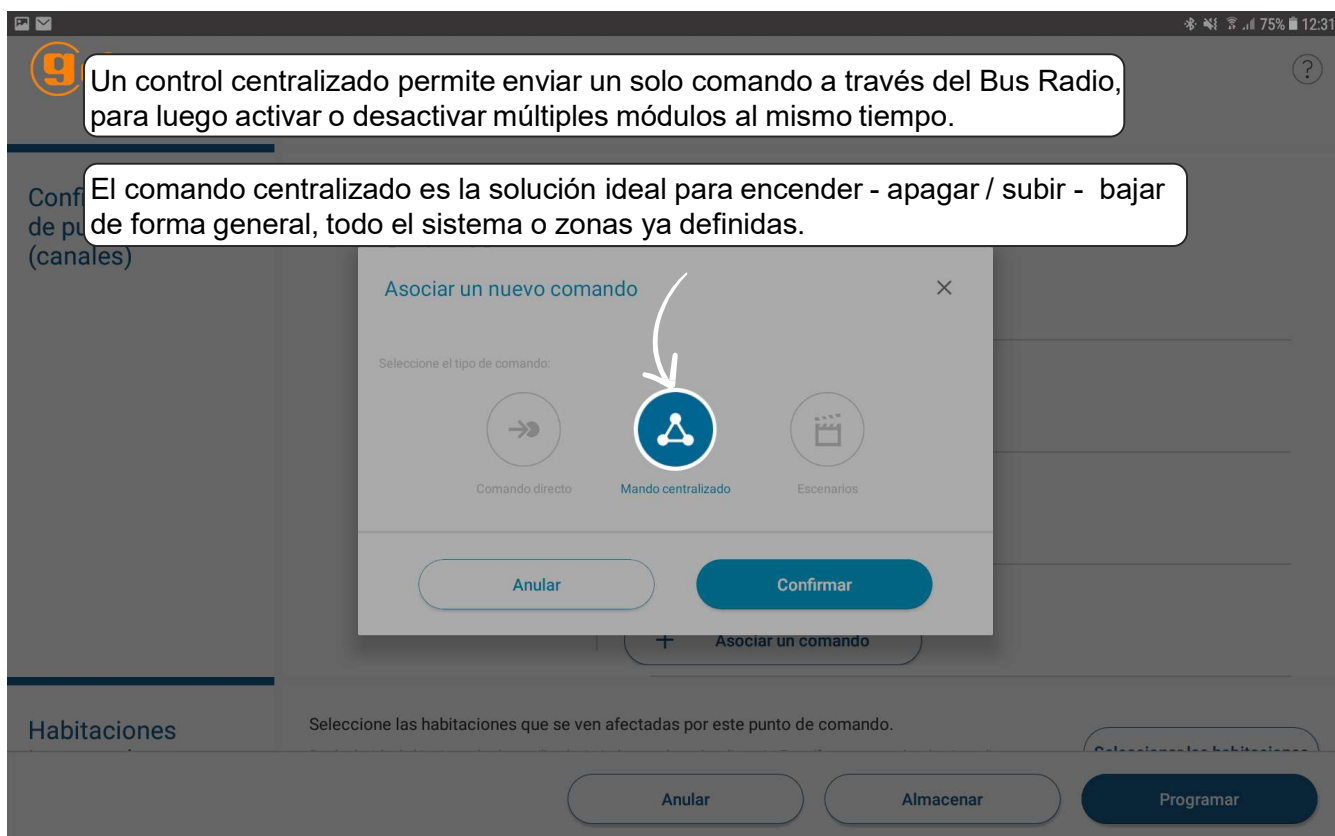 75% 12:31
g
?
Un control centralizado permite enviar un solo comando a través del Bus Radio,
para luego activar o desactivar múltiples módulos al mismo tiempo.
El comando centralizado es la solución ideal para encender - apagar / subir - bajar
de forma general, todo el sistema o zonas ya definidas.
Conf
de pu
(canales)
Asociar un nuevo comando
Seleccione el tipo de comando:
Comando directo
Mando centralizado
Escenarios
Anular
Confirmar
+ Asociar un comando
Habitaciones
Seleccione las habitaciones que se ven afectadas por este punto de comando.
Seleccionar las habitaciones
Anular
Almacenar
Programar